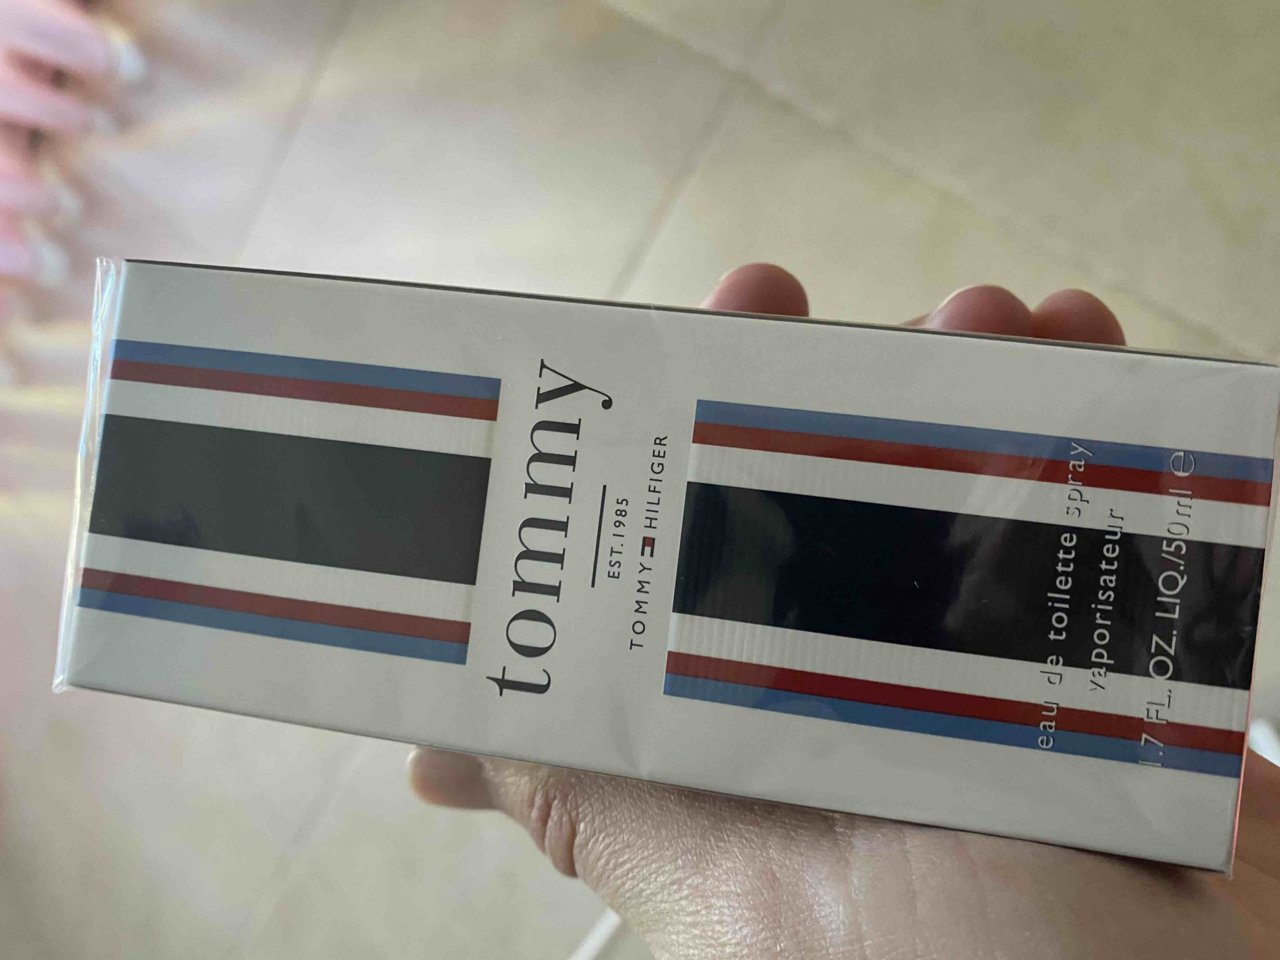 tommy
EST.1985
TOMMY HILFIGER
eau de toilette spray
vaporisateur
1.7 FL. OZ. LIQ./50 ml e